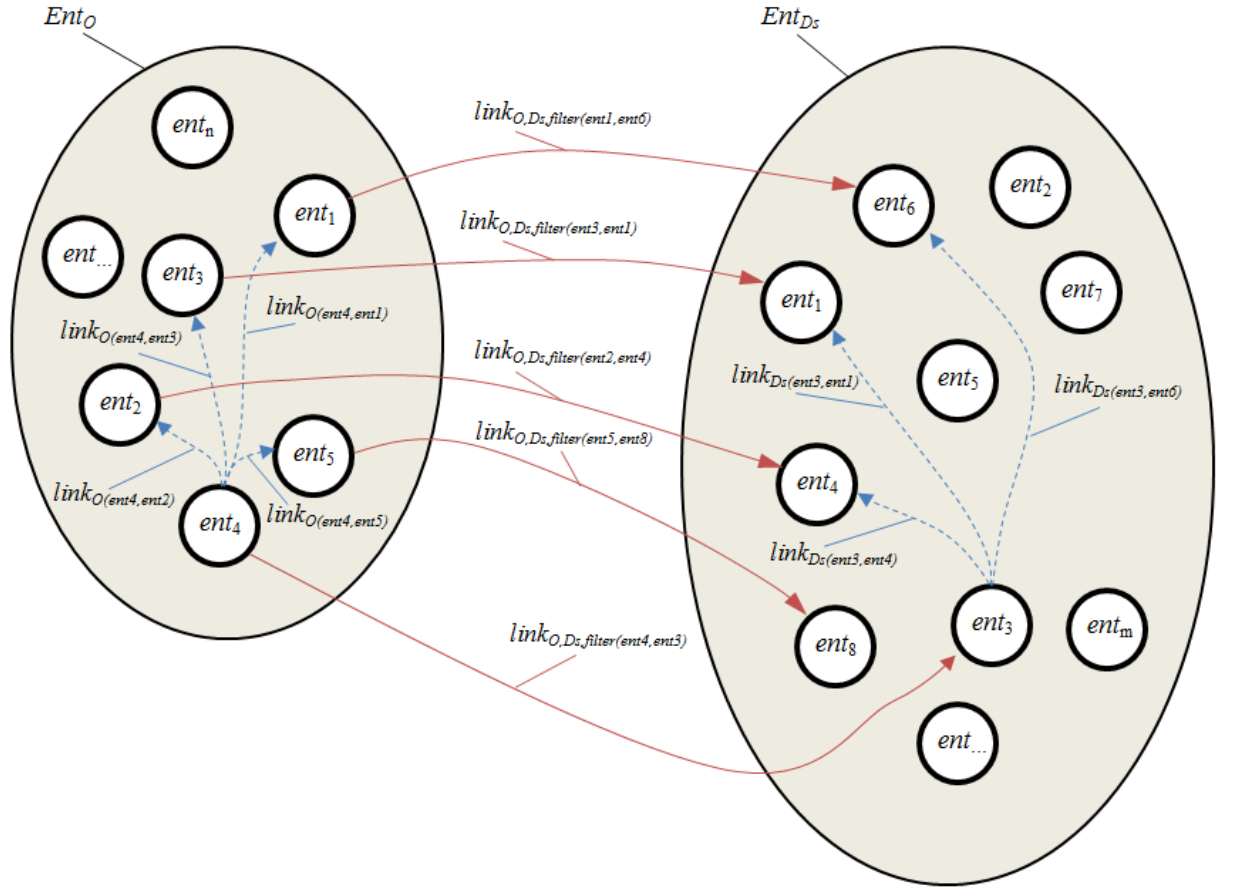 Ent_O
Ent_Ds
link_O,Ds,filter(ent1,ent6)
ent_n
ent_2
ent_6
ent_1
link_O,Ds,filter(ent3,ent1)
ent_...
ent_3
ent_7
ent_1
link_O(ent4,ent1)
link_O(ent4,ent3)
link_O,Ds,filter(ent2,ent4)
link_Ds(ent3,ent1)
ent_5
link_Ds(ent3,ent6)
ent_2
link_O,Ds,filter(ent5,ent8)
ent_5
ent_4
link_O(ent4,ent2)
link_O(ent4,ent5)
ent_4
link_Ds(ent3,ent4)
link_O,Ds,filter(ent4,ent3)
ent_3
ent_m
ent_8
ent_...